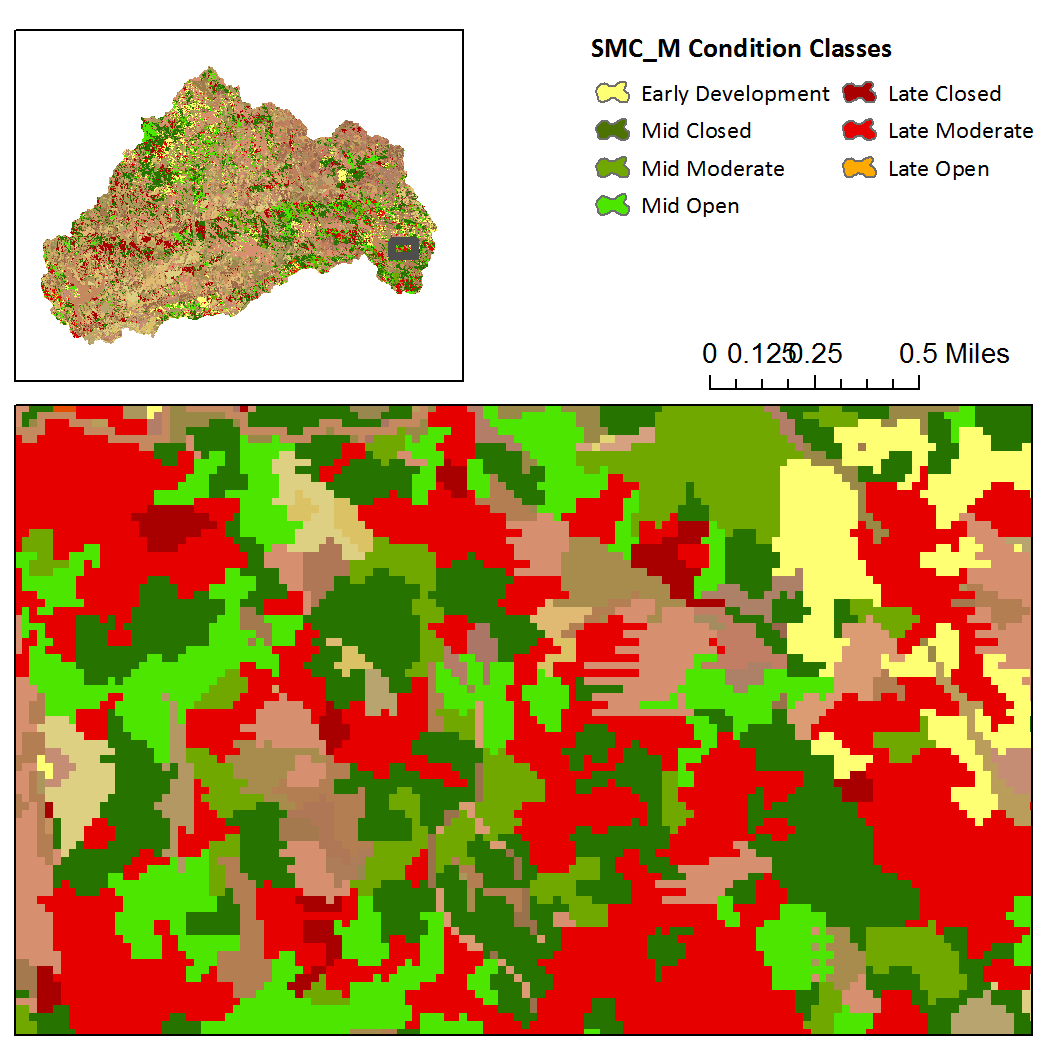 SMC_M Condition Classes
Early Development
Late Closed
Mid Closed
Late Moderate
Mid Moderate
Late Open
Mid Open
0 0.125 0.25 0.5 Miles